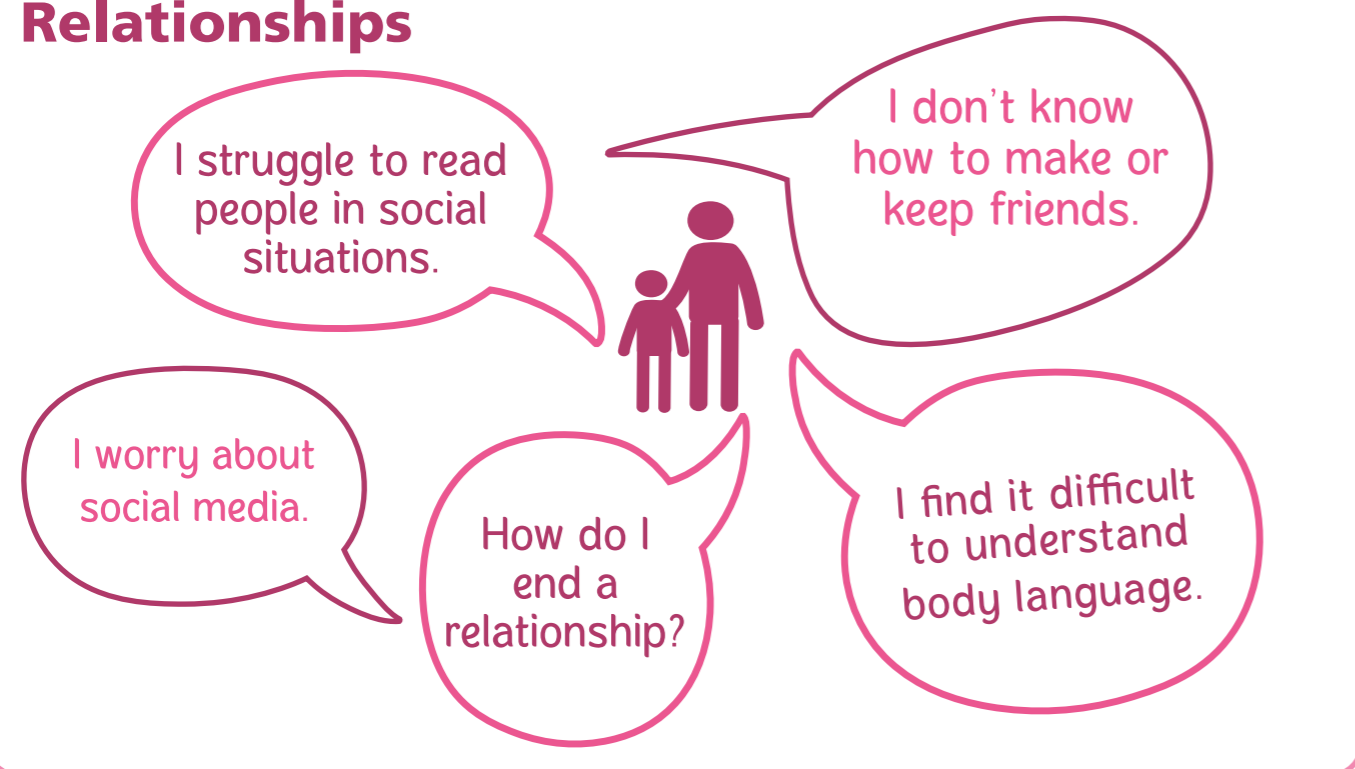 Relationships
I struggle to read
people in social
situations.
I don't know
how to make or
keep friends.
I worry about
social media.
How do I
end a
relationship?
I find it difficult
to understand
body language.